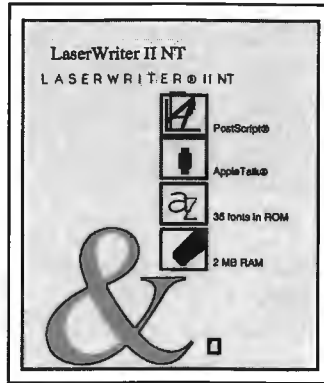 LaserWriter II NT
LASERWRITER® II NT
PostScript®
AppleTalk®
az
35 fonts in ROM
2 MB RAM
&